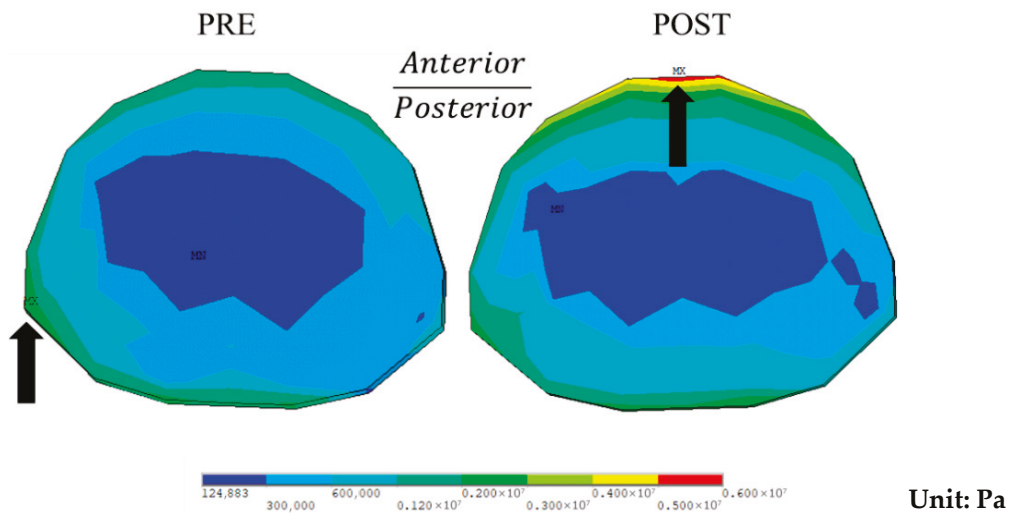 PRE
POST
Anterior
Posterior
MX
MN
MX
MN
124,883
300,000
600,000
0.120×10⁷
0.200×10⁷
0.300×10⁷
0.400×10⁷
0.500×10⁷
0.600×10⁷
Unit: Pa